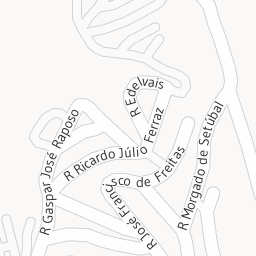 R Edelvais
R Gaspar José Raposo
R Ricardo Júlio Ferraz
R José Francisco de Freitas
R Morgado de Setúbal